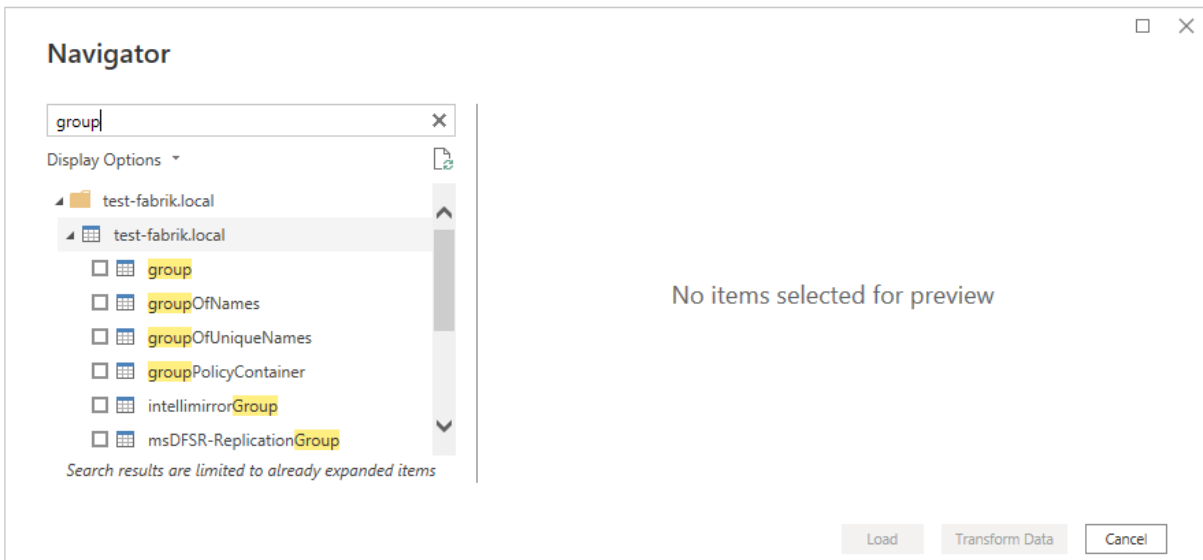 Navigator
group
Display Options
test-fabrik.local
test-fabrik.local
group
groupOfNames
groupOfUniqueNames
groupPolicyContainer
intellimirrorGroup
msDFSR-ReplicationGroup
Search results are limited to already expanded items
No items selected for preview
Load Transform Data Cancel